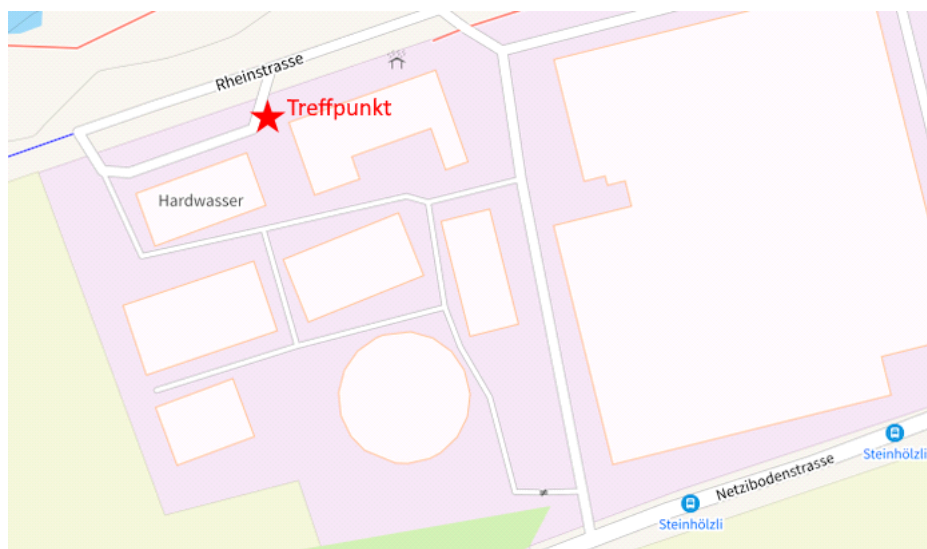 Rheinstrasse
Treffpunkt
Hardwasser
Steinhölzli
Netzibodenstrasse
Steinhölzli